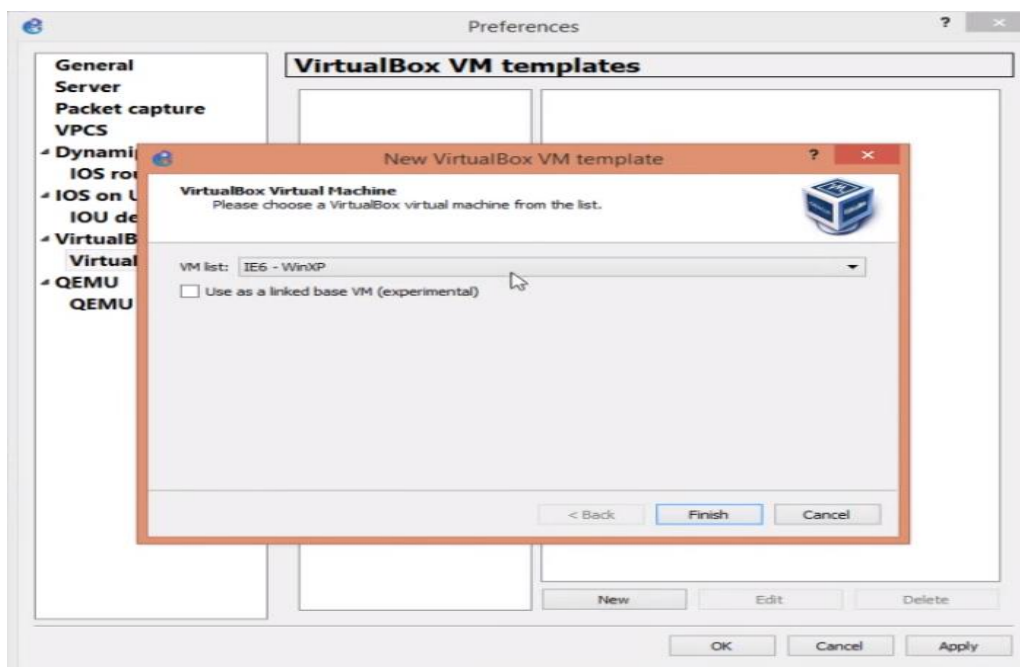 Preferences
?
General
Server
Packet capture
VPCS
Dynami
IOS rou
IOS on U
IOU de
VirtualB
Virtual
QEMU
QEMU
VirtualBox VM templates
New VirtualBox VM template
?
VirtualBox Virtual Machine
Please choose a VirtualBox virtual machine from the list.
VM list: IE6 - WinXP
Use as a linked base VM (experimental)
< Back Finish Cancel
New Edit Delete
OK Cancel Apply